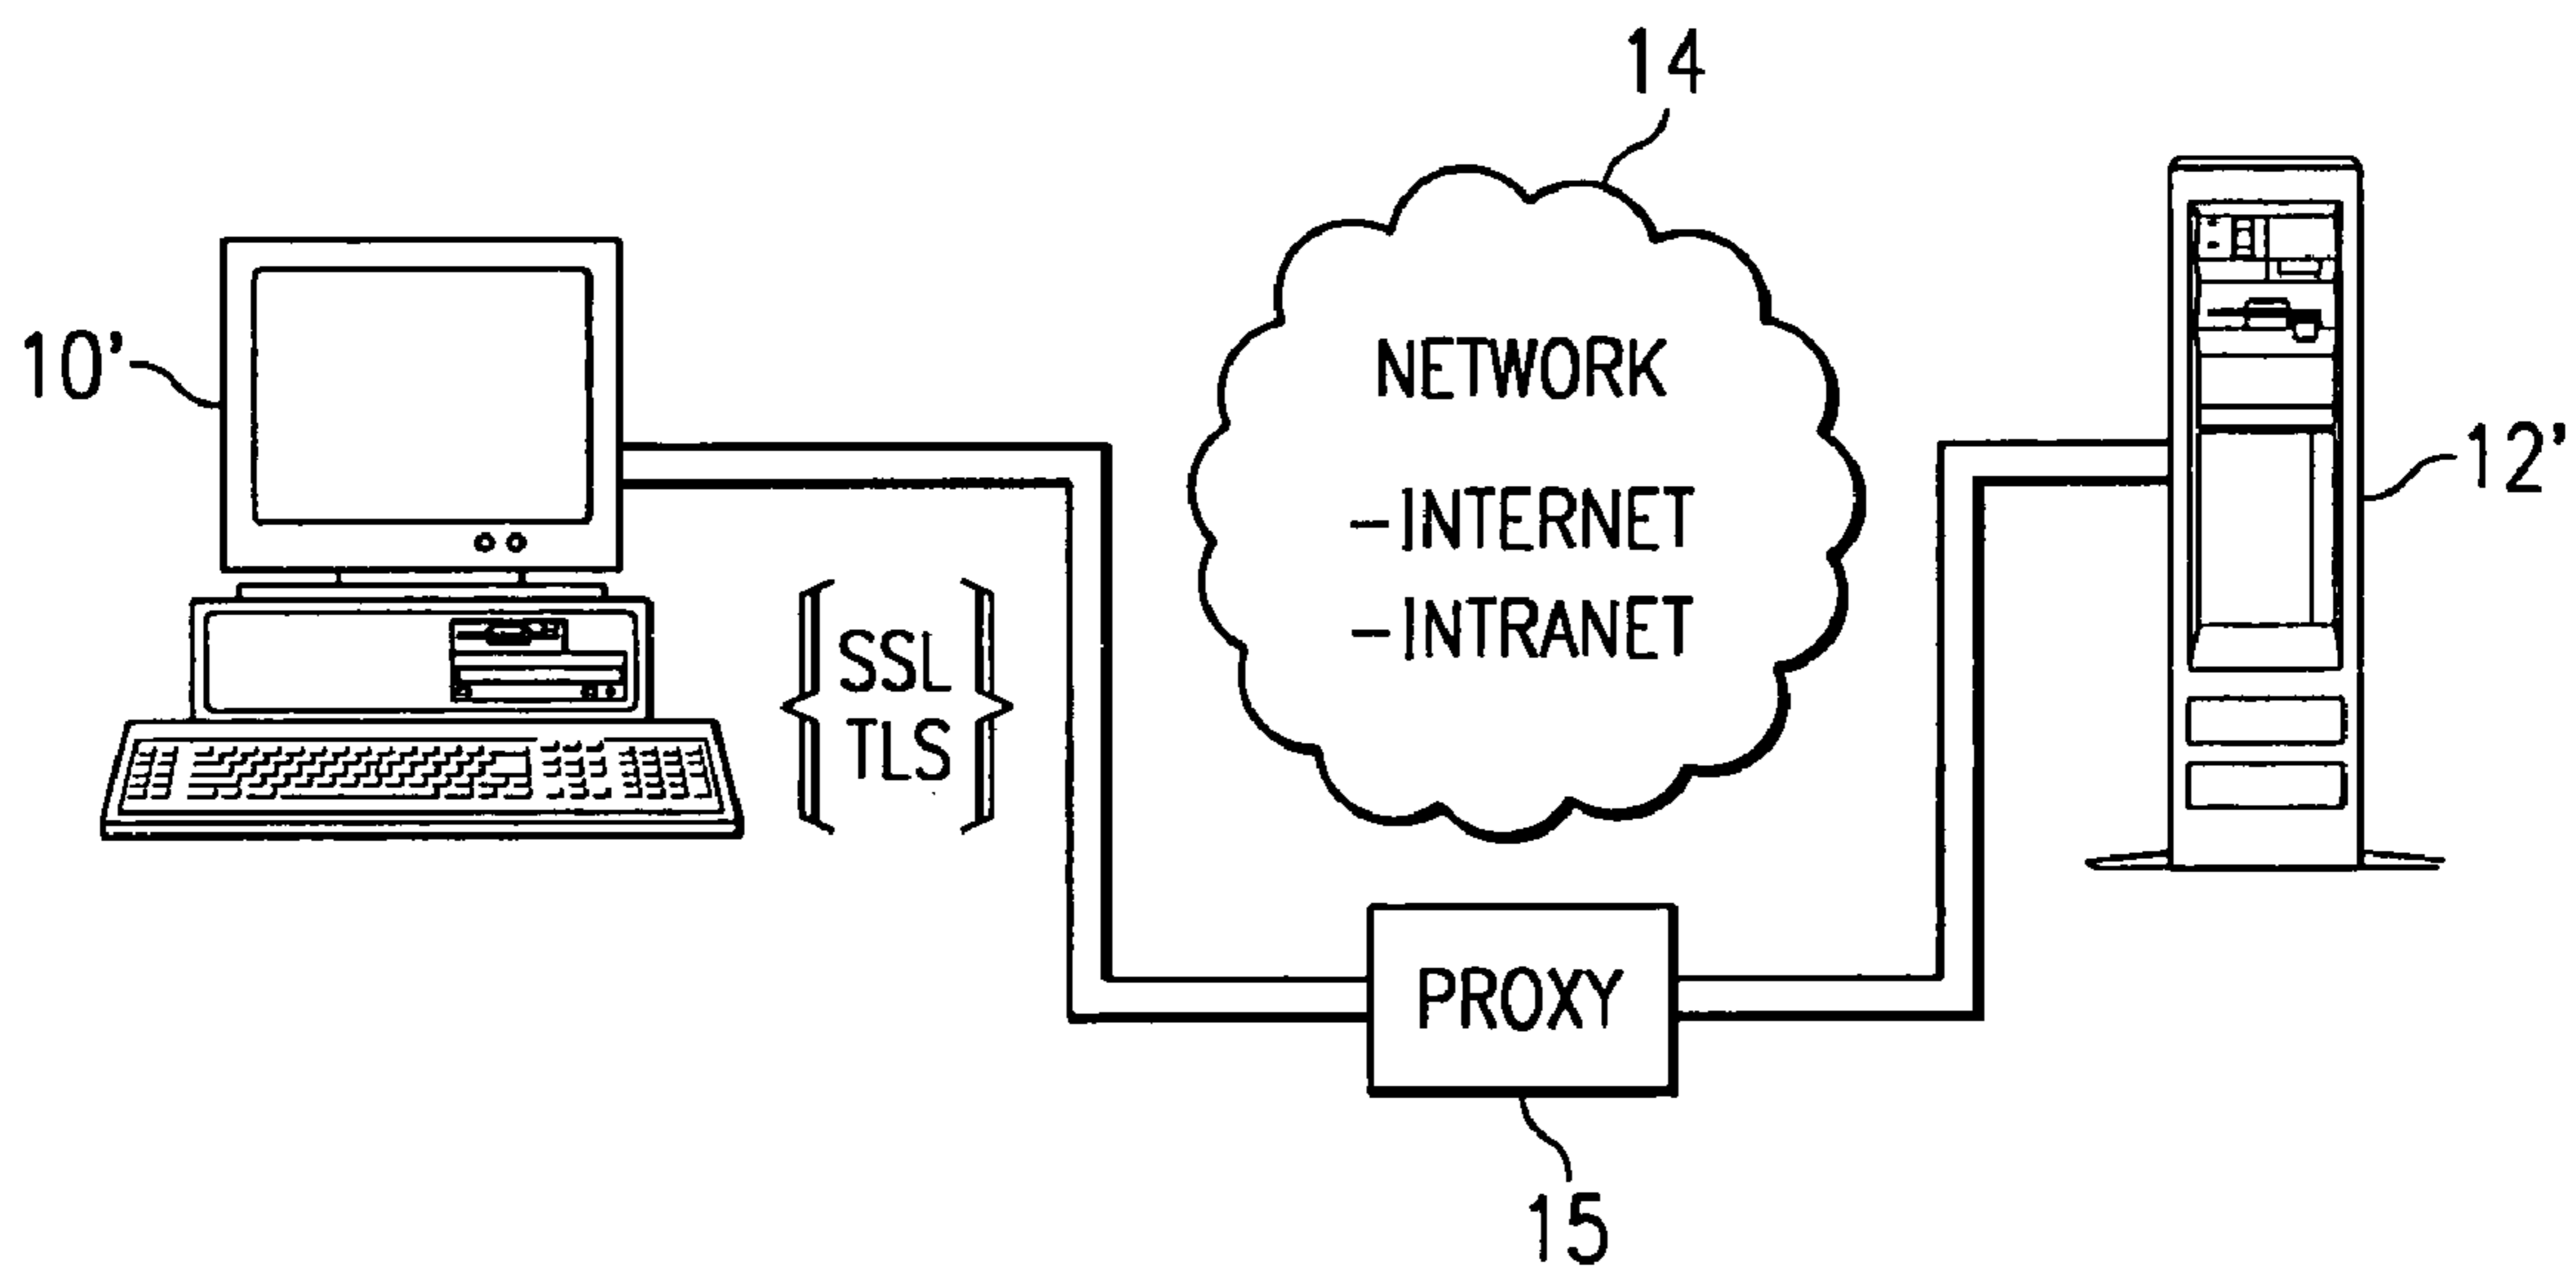 14
10'
NETWORK
-INTERNET
-INTRANET
12'
SSL
TLS
PROXY
15